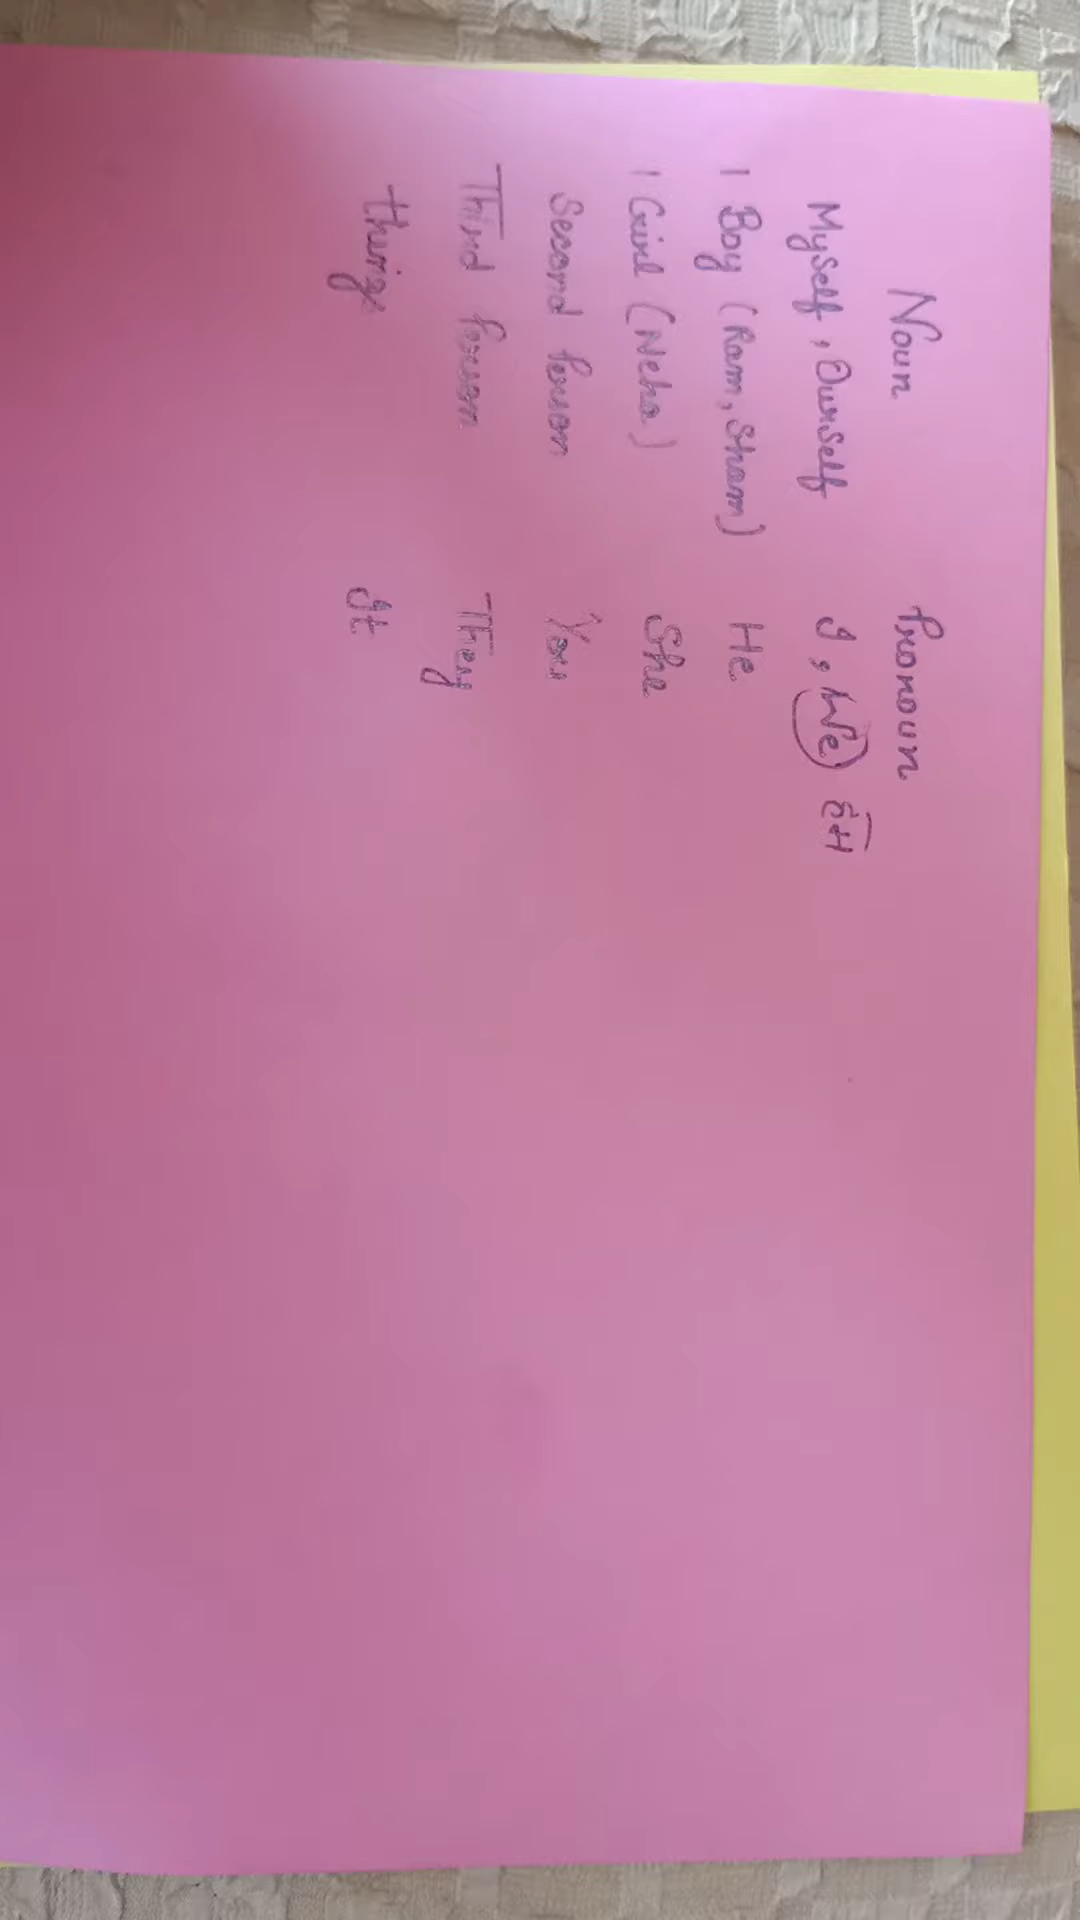 Noun Pronoun
Myself, Ourself I, We हम
1 Boy (Ram, Sham) He
1 Girl (Neha) She
Second Person You
Third Person They
things It